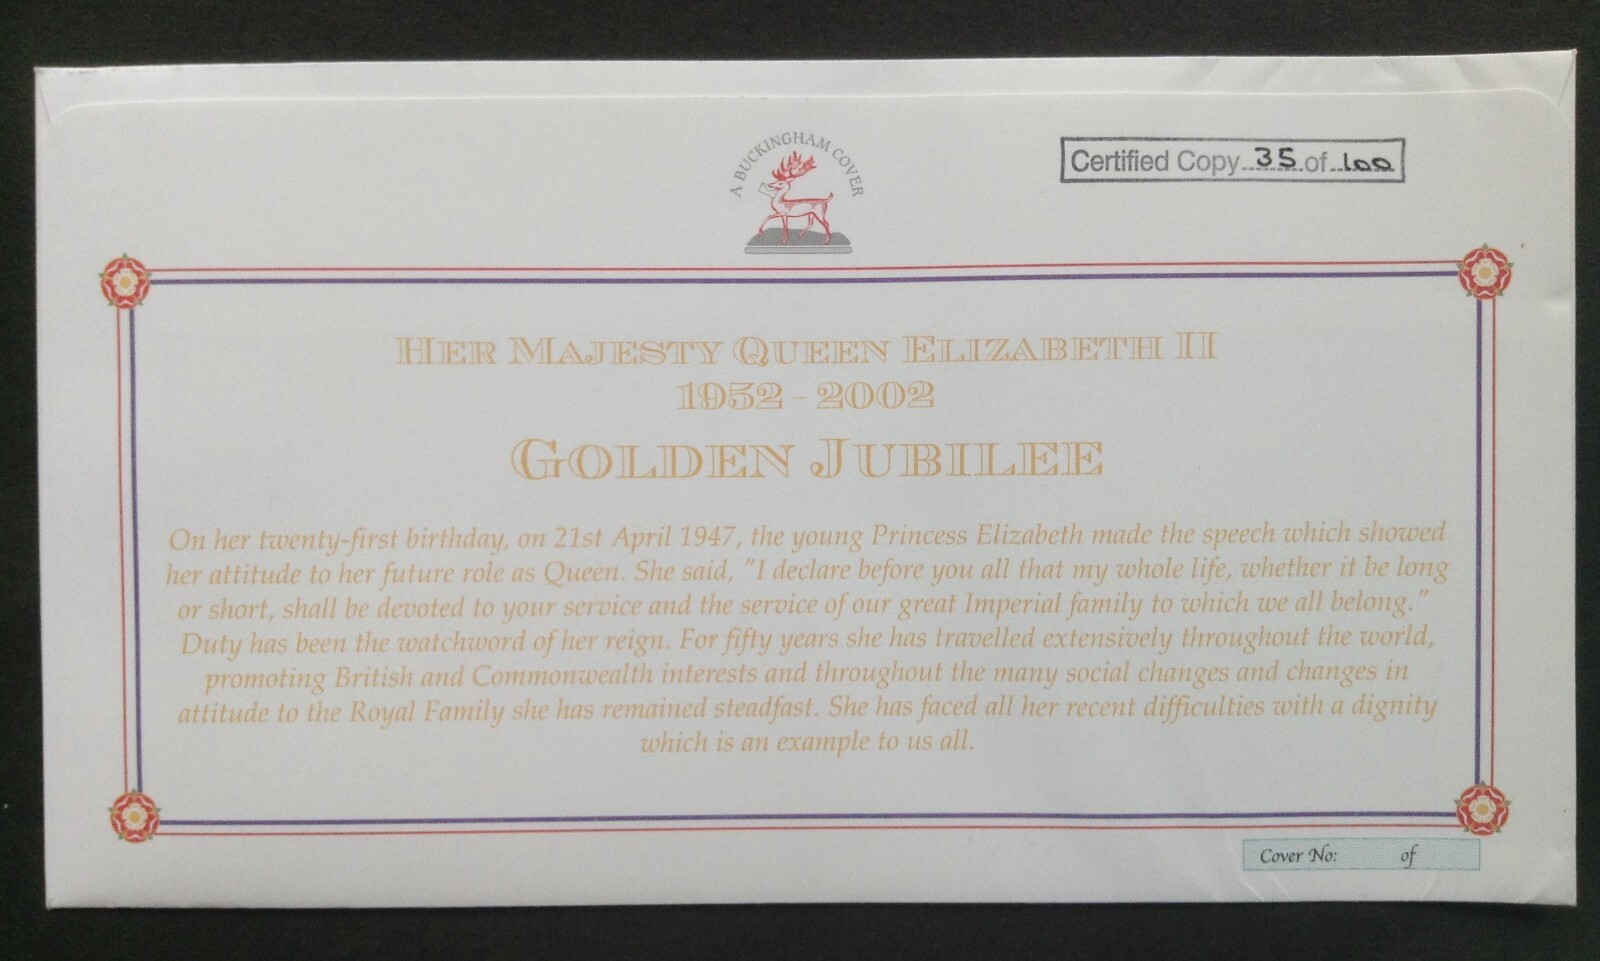 A BUCKINGHAM COVER
Certified Copy 35 of 100
HER MAJESTY QUEEN ELIZABETH II
1952 - 2002
GOLDEN JUBILEE
On her twenty-first birthday, on 21st April 1947, the young Princess Elizabeth made the speech which showed
her attitude to her future role as Queen. She said, "I declare before you all that my whole life, whether it be long
or short, shall be devoted to your service and the service of our great Imperial family to which we all belong."
Duty has been the watchword of her reign. For fifty years she has travelled extensively throughout the world,
promoting British and Commonwealth interests and throughout the many social changes and changes in
attitude to the Royal Family she has remained steadfast. She has faced all her recent difficulties with a dignity
which is an example to us all.
Cover No: of